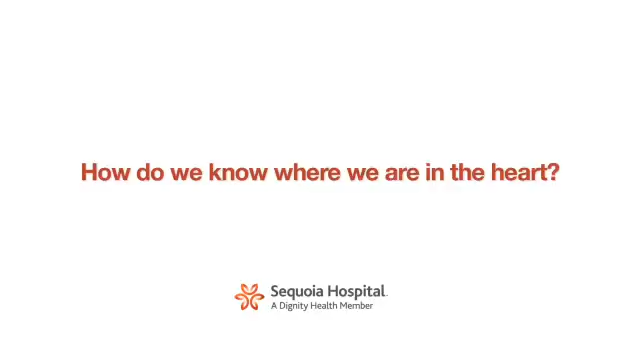 How do we know where we are in the heart?
Sequoia Hospital
A Dignity Health Member